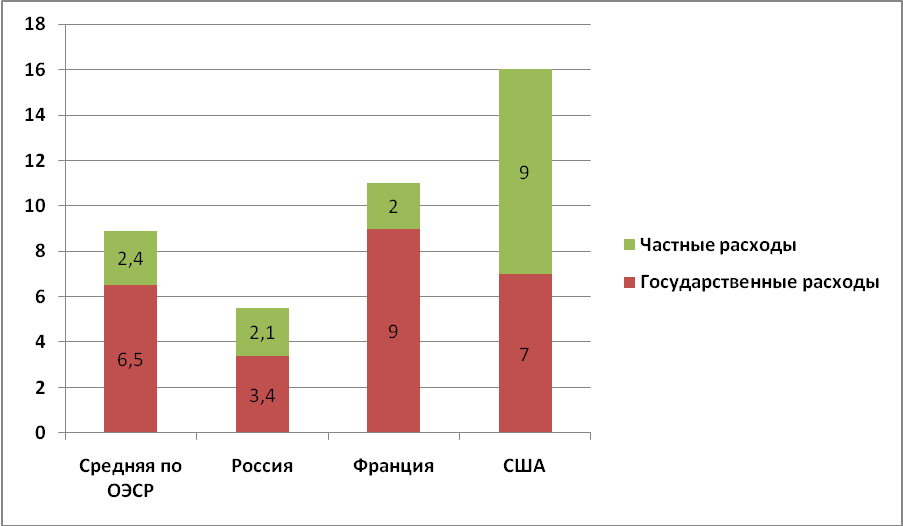 18
16
14
12
10
8
6
4
2
0
2,4
6,5
2,1
3,4
2
9
9
7
Средняя по
ОЭСР
Россия
Франция
США
Частные расходы
Государственные расходы